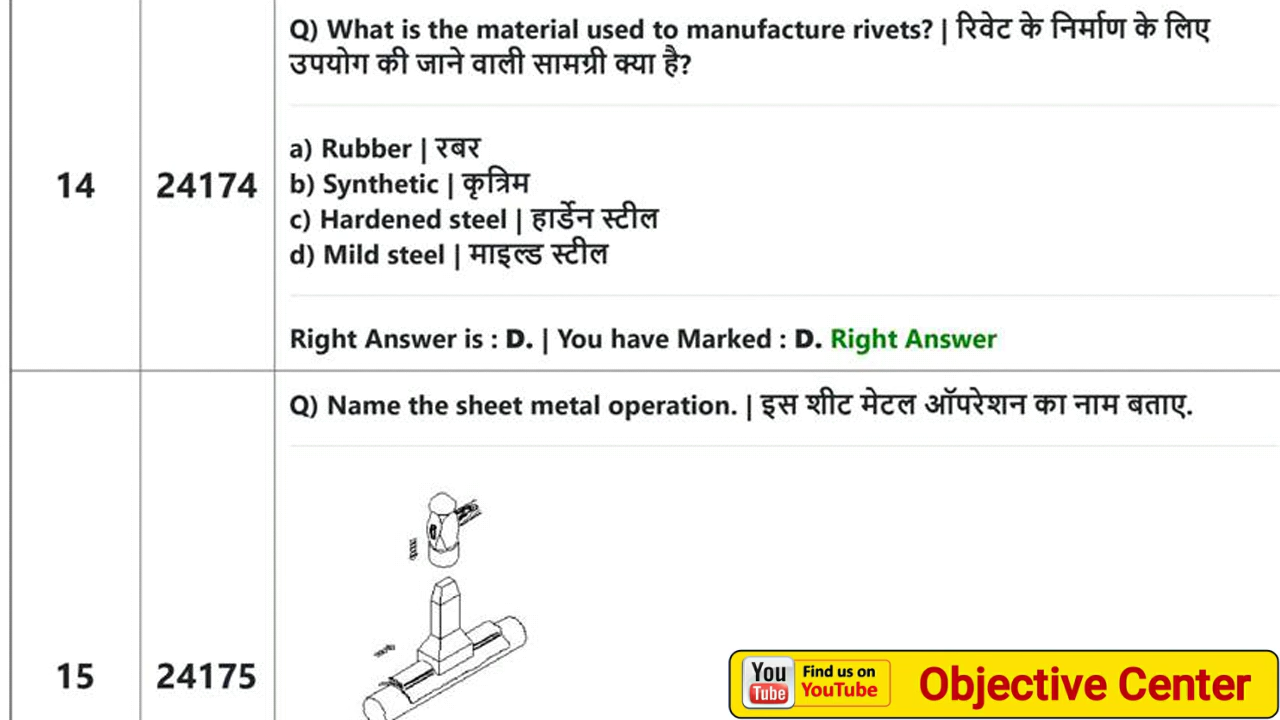 Q) What is the material used to manufacture rivets? | रिवेट के निर्माण के लिए
उपयोग की जाने वाली सामग्री क्या है?
a) Rubber | रबर
14
24174
b) Synthetic | कृत्रिम
c) Hardened steel | हार्डेन स्टील
d) Mild steel | माइल्ड स्टील
Right Answer is : D. | You have Marked : D. Right Answer
Q) Name the sheet metal operation. | इस शीट मेटल ऑपरेशन का नाम बताए.
15
24175
You
Tube
Find us on
YouTube
Objective Center